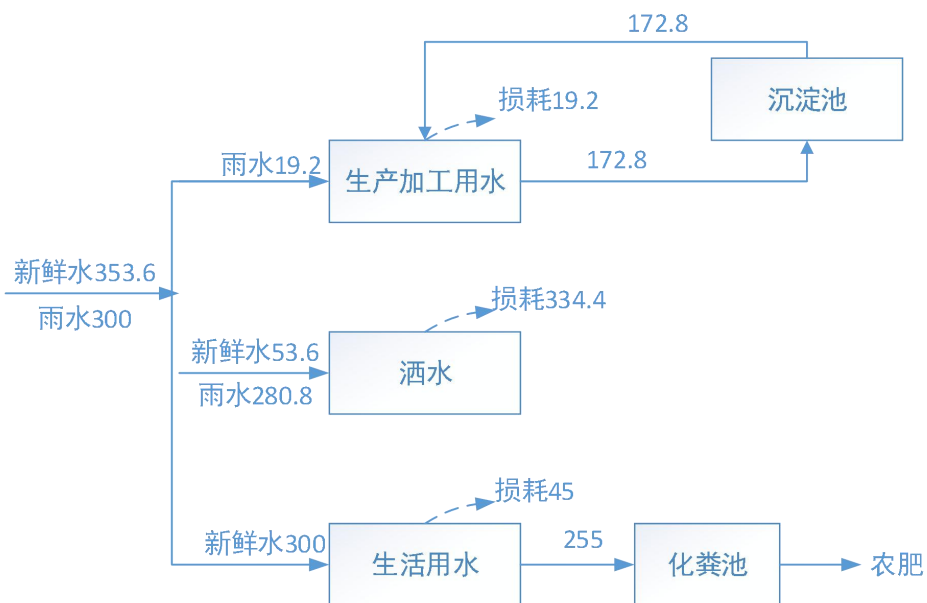 172.8
沉淀池
损耗19.2
雨水19.2
生产加工用水
172.8
新鲜水353.6
雨水300
损耗334.4
新鲜水53.6
雨水280.8
洒水
损耗45
新鲜水300
生活用水
255
化粪池
农肥